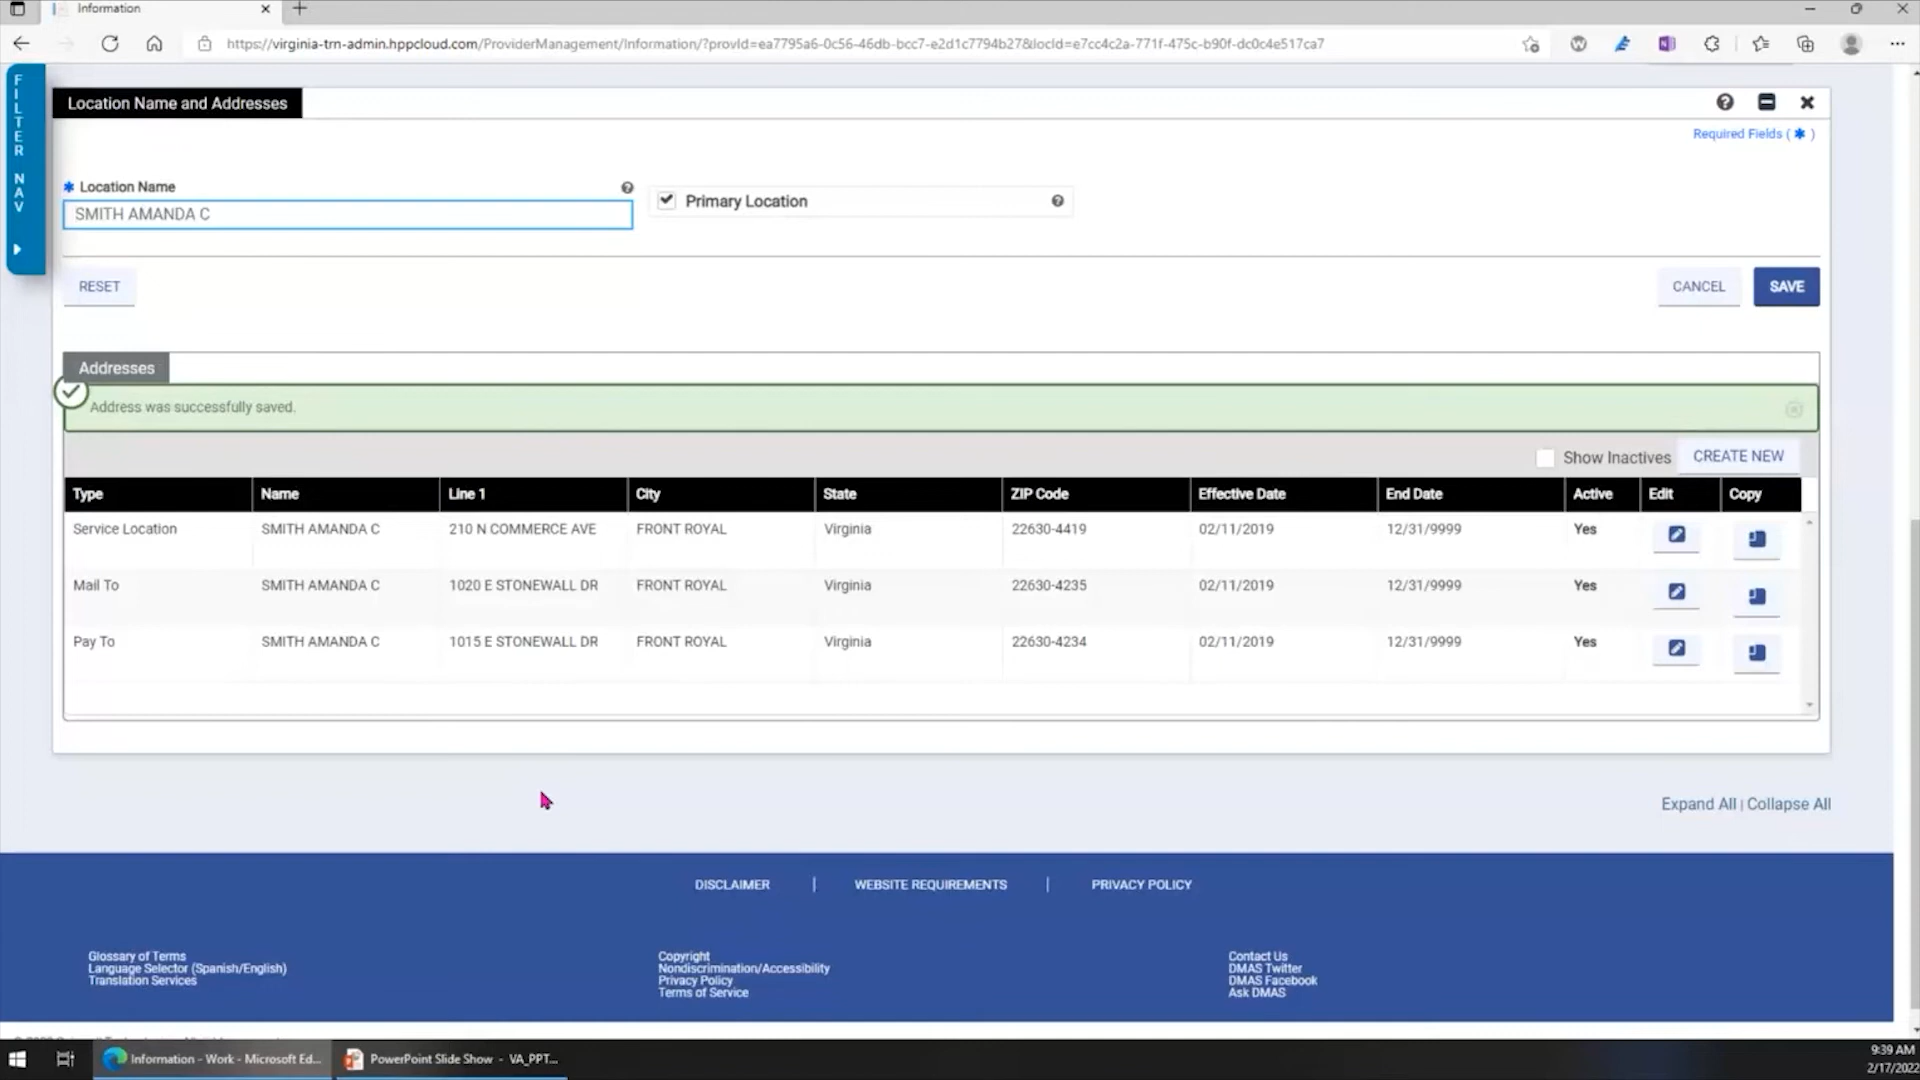 Information
https://virginia-trn-admin.hppcloud.com/ProviderManagement/Information/?provId=ea7795a6-0c56-46db-bcc7-e2d1c7794b27&locId=e7cc4c2a-771f-475c-b90f-dc0c4e517ca7
FILTER NAV
Location Name and Addresses
Required Fields ( * )
* Location Name
SMITH AMANDA C
Primary Location
RESET
CANCEL
SAVE
Addresses
Address was successfully saved.
Show Inactives
CREATE NEW
Type Name Line 1 City State ZIP Code Effective Date End Date Active Edit Copy
Service Location SMITH AMANDA C 210 N COMMERCE AVE FRONT ROYAL Virginia 22630-4419 02/11/2019 12/31/9999 Yes
Mail To SMITH AMANDA C 1020 E STONEWALL DR FRONT ROYAL Virginia 22630-4235 02/11/2019 12/31/9999 Yes
Pay To SMITH AMANDA C 1015 E STONEWALL DR FRONT ROYAL Virginia 22630-4234 02/11/2019 12/31/9999 Yes
Expand All | Collapse All
DISCLAIMER | WEBSITE REQUIREMENTS | PRIVACY POLICY
Glossary of Terms
Language Selector (Spanish/English)
Translation Services
Copyright
Nondiscrimination/Accessibility
Privacy Policy
Terms of Service
Contact Us
DMAS Twitter
DMAS Facebook
Ask DMAS
Information - Work - Microsoft Ed...
PowerPoint Slide Show - VA_PPT...
9:39 AM
2/17/2022